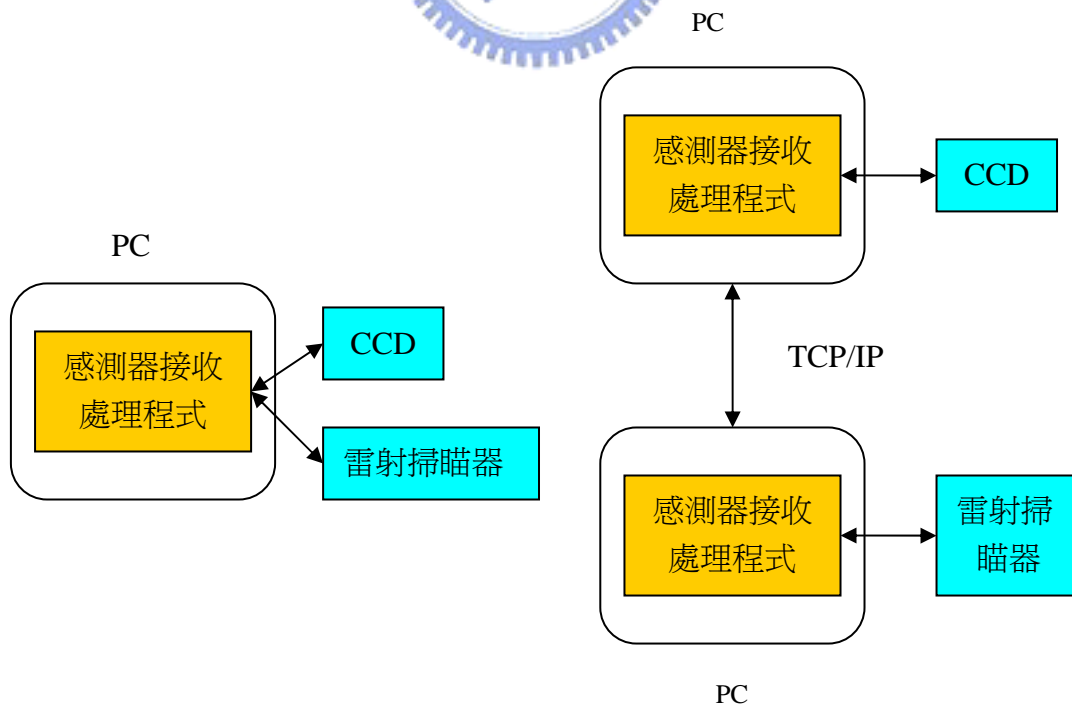 PC
感測器接收
處理程式
CCD
雷射掃瞄器
PC
感測器接收
處理程式
CCD
TCP/IP
感測器接收
處理程式
雷射掃
瞄器
PC